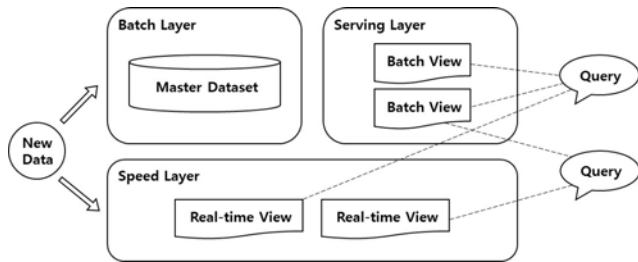 Batch Layer
Master Dataset
Serving Layer
Batch View
Batch View
Query
New
Data
Speed Layer
Real-time View
Real-time View
Query